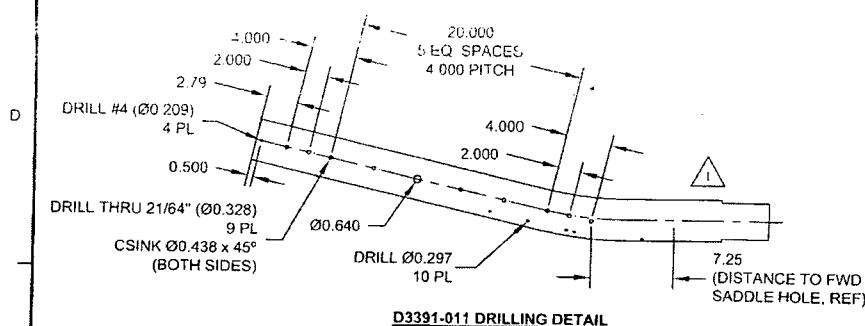 20.000
5 EQ. SPACES
4.000 PITCH
4.000
2.000
2.79
DRILL #4 (Ø0.209)
4 PL
0.500
DRILL THRU 21/64" (Ø0.328)
9 PL
CSINK Ø0.438 x 45°
(BOTH SIDES)
Ø0.640
DRILL Ø0.297
10 PL
4.000
2.000
1
7.25
(DISTANCE TO FWD
SADDLE HOLE, REF)
D
D3391-011 DRILLING DETAIL